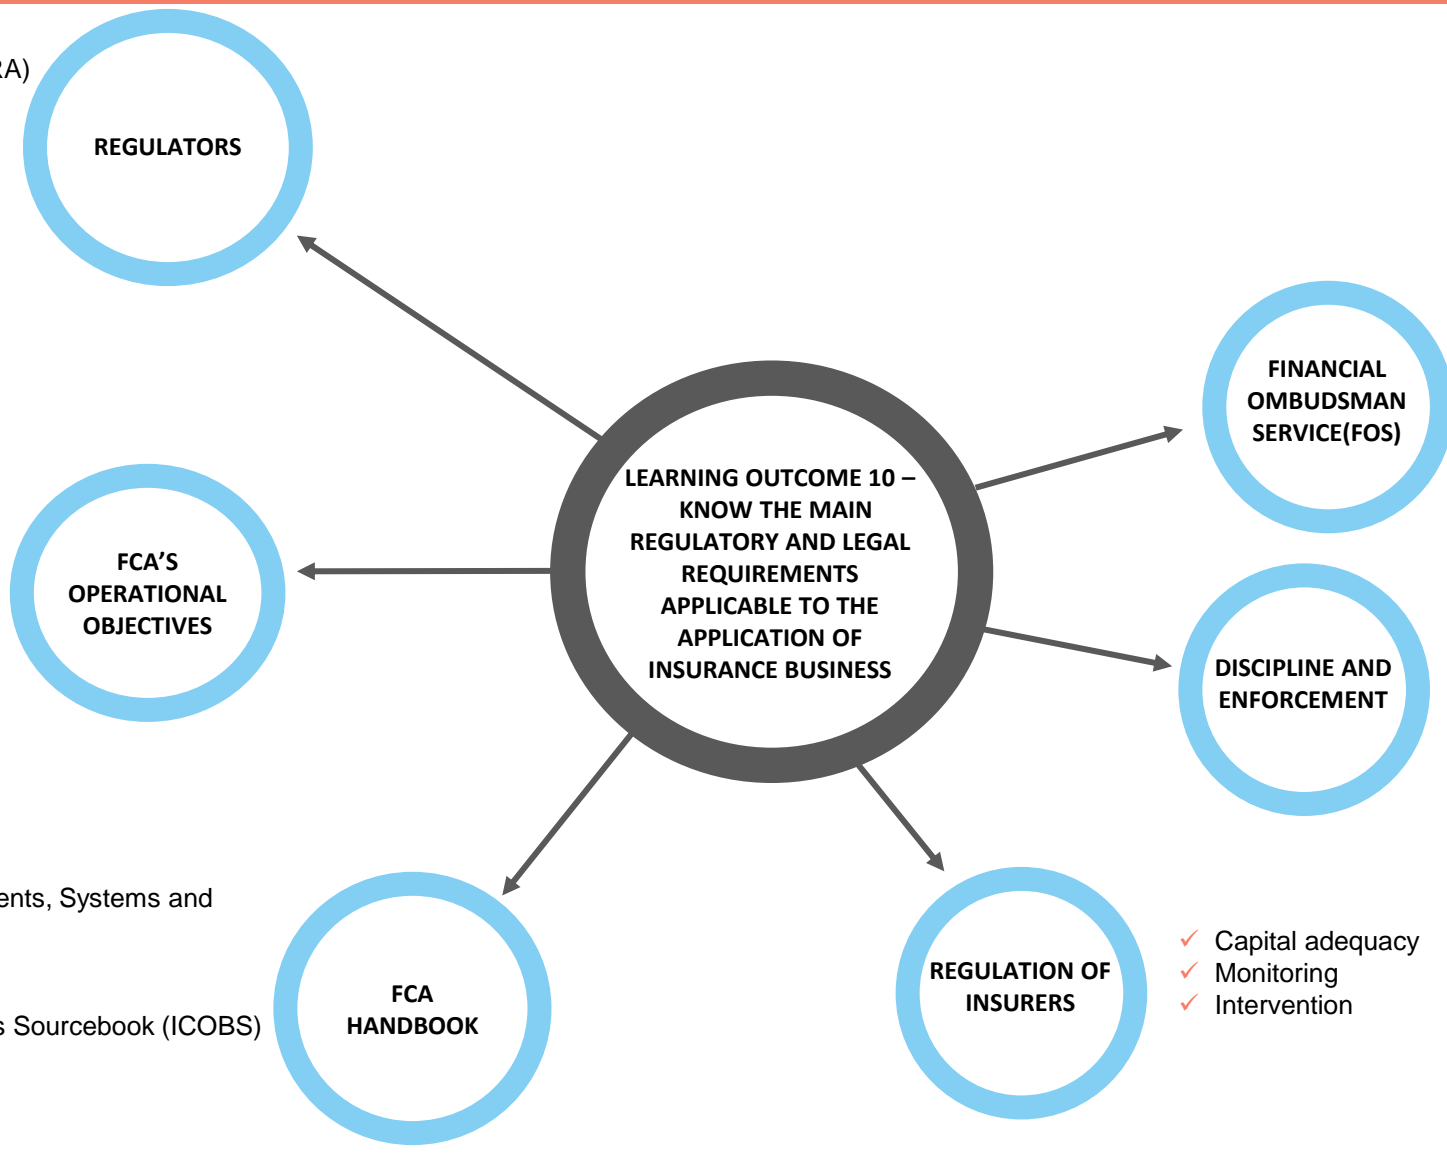 RA)
REGULATORS
FINANCIAL
OMBUDSMAN
SERVICE(FOS)
LEARNING OUTCOME 10 –
KNOW THE MAIN
REGULATORY AND LEGAL
REQUIREMENTS
APPLICABLE TO THE
APPLICATION OF
INSURANCE BUSINESS
FCA’S
OPERATIONAL
OBJECTIVES
DISCIPLINE AND
ENFORCEMENT
ents, Systems and
s Sourcebook (ICOBS)
FCA
HANDBOOK
REGULATION OF
INSURERS
✓ Capital adequacy
✓ Monitoring
✓ Intervention